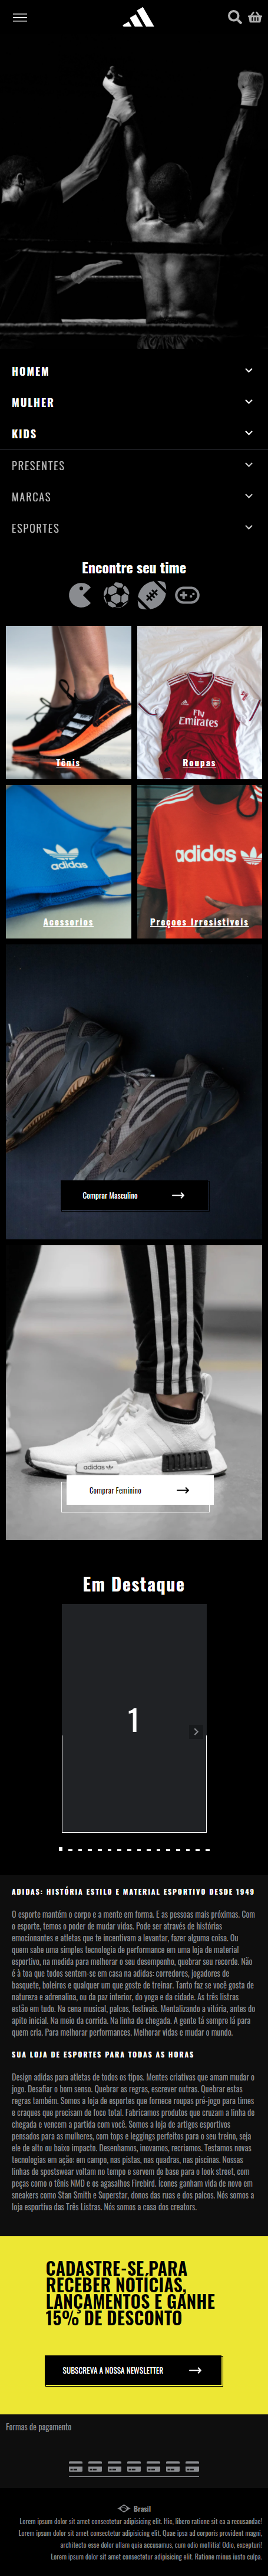 HOMEM
MULHER
KIDS
PRESENTES
MARCAS
ESPORTES
Encontre seu time
Tênis
Fly
Emirates
Roupas
adidas
Acessorios
adidas
Preçoes Irresistíveis
Comprar Masculino
adidas
Comprar Feminino
Em Destaque
1
ADIDAS: HISTÓRIA ESTILO E MATERIAL ESPORTIVO DESDE 1949
O esporte mantém o corpo e a mente em forma. E as pessoas mais próximas. Com
o esporte, temos o poder de mudar vidas. Pode ser através de histórias
emocionantes e atletas que te incentivam a levantar, fazer alguma coisa. Ou
quem sabe uma simples tecnologia de performance em uma loja de material
esportivo, na medida para melhorar o seu desempenho, quebrar seu recorde. Não
é à toa que todos sentem-se em casa na adidas: corredores, jogadores de
basquete, boleiros e qualquer um que goste de treinar. Tanto faz se você gosta de
natureza e adrenalina, ou da paz interior, do yoga e da cidade. As três listras
estão em tudo. Na cena musical, palcos, festivais. Mentalizando a vitória, antes do
apito inicial. Na meio da corrida. Na linha de chegada. A gente tá sempre lá para
quem cria. Para melhorar performances. Melhorar vidas e mudar o mundo.
SUA LOJA DE ESPORTES PARA TODAS AS HORAS
Design adidas para atletas de todos os tipos. Mentes criativas que amam mudar o
jogo. Desafiar o bom senso. Quebrar as regras, escrever outras. Quebrar estas
regras também. Somos a loja de esportes que fornece roupas pré-jogo para times
e craques que precisam de foco total. Fabricamos produtos que cruzam a linha de
chegada e vencem a partida com você. Somos a loja de artigos esportivos
pensados para as mulheres, com tops e leggings perfeitos para o seu treino, seja
ele de alto ou baixo impacto. Desenhamos, inovamos, recriamos. Testamos novas
tecnologias em ação: em campo, nas pistas, nas quadras, nas piscinas. Nossas
linhas de spostswear voltam no tempo e servem de base para o look street, com
peças como o tênis NMD e os agasalhos Firebird. Ícones ganham vida de novo em
sneakers como Stan Smith e Superstar, donos das ruas e dos palcos. Nós somos a
loja esportiva das Três Listras. Nós somos a casa dos creators.
CADASTRE-SE PARA
RECEBER NOTÍCIAS,
LANÇAMENTOS E GANHE
15% DE DESCONTO
SUBSCREVA A NOSSA NEWSLETTER
Formas de pagamento
Brasil
Lorem ipsum dolor sit amet consectetur adipisicing elit. Hic, libero ratione sit na a recusandae!
Lorem ipsum dolor sit amet consectetur adipisicing elit. Quae ipsa ad corporis provident magni,
architecto esse dolor ullam quia accusamus, cum odio mollitia! Odio, excepturi!
Lorem ipsum dolor sit amet consectetur adipisicing elit. Ratione minus iusto culpa.